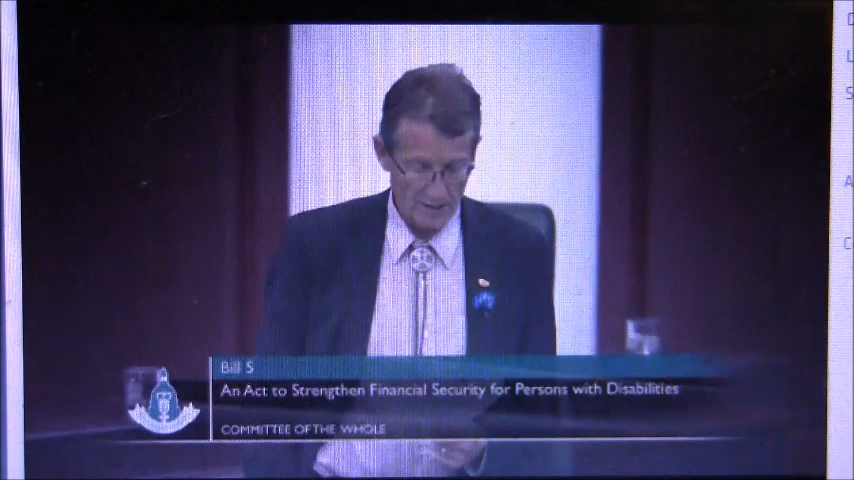 Bill 5
An Act to Strengthen Financial Security for Persons with Disabilities
COMMITTEE OF THE WHOLE